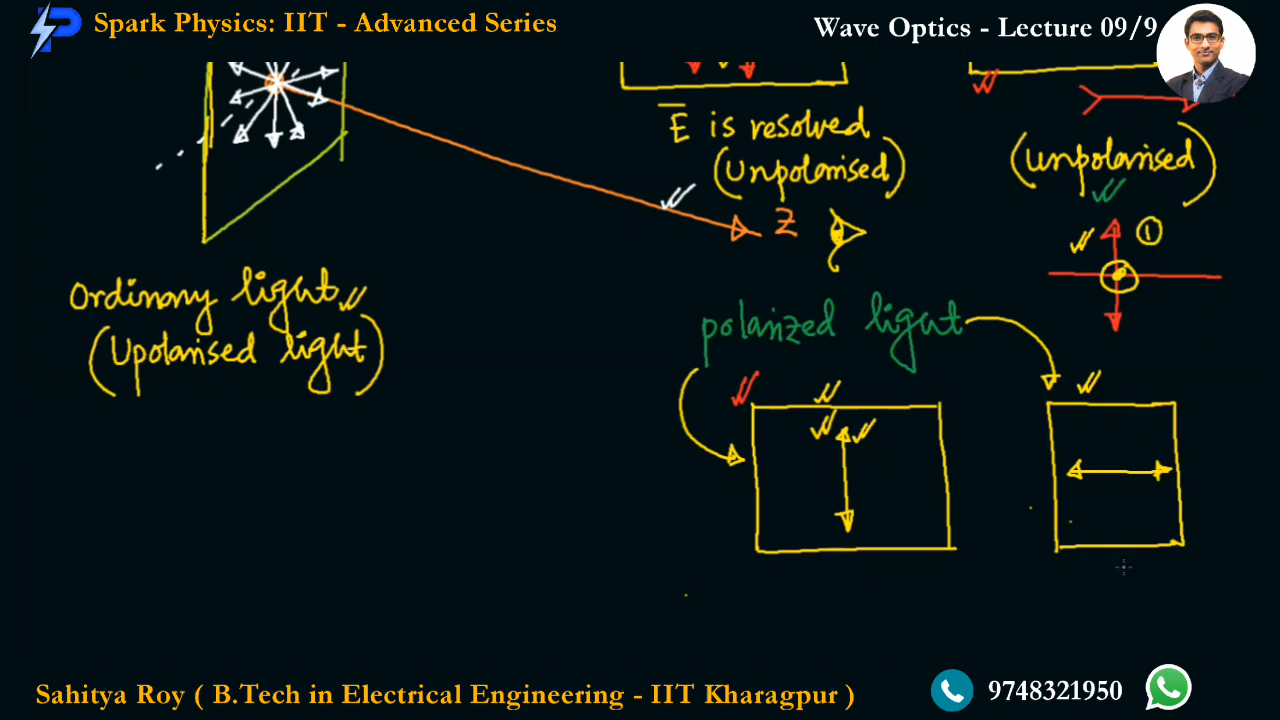 Spark Physics: IIT - Advanced Series
Wave Optics - Lecture 09/9
E is resolved
(Unpolarised)
(unpolarised)
Z
1
Ordinary light
(Upolarised light)
polarized light
Sahitya Roy ( B.Tech in Electrical Engineering - IIT Kharagpur )
9748321950